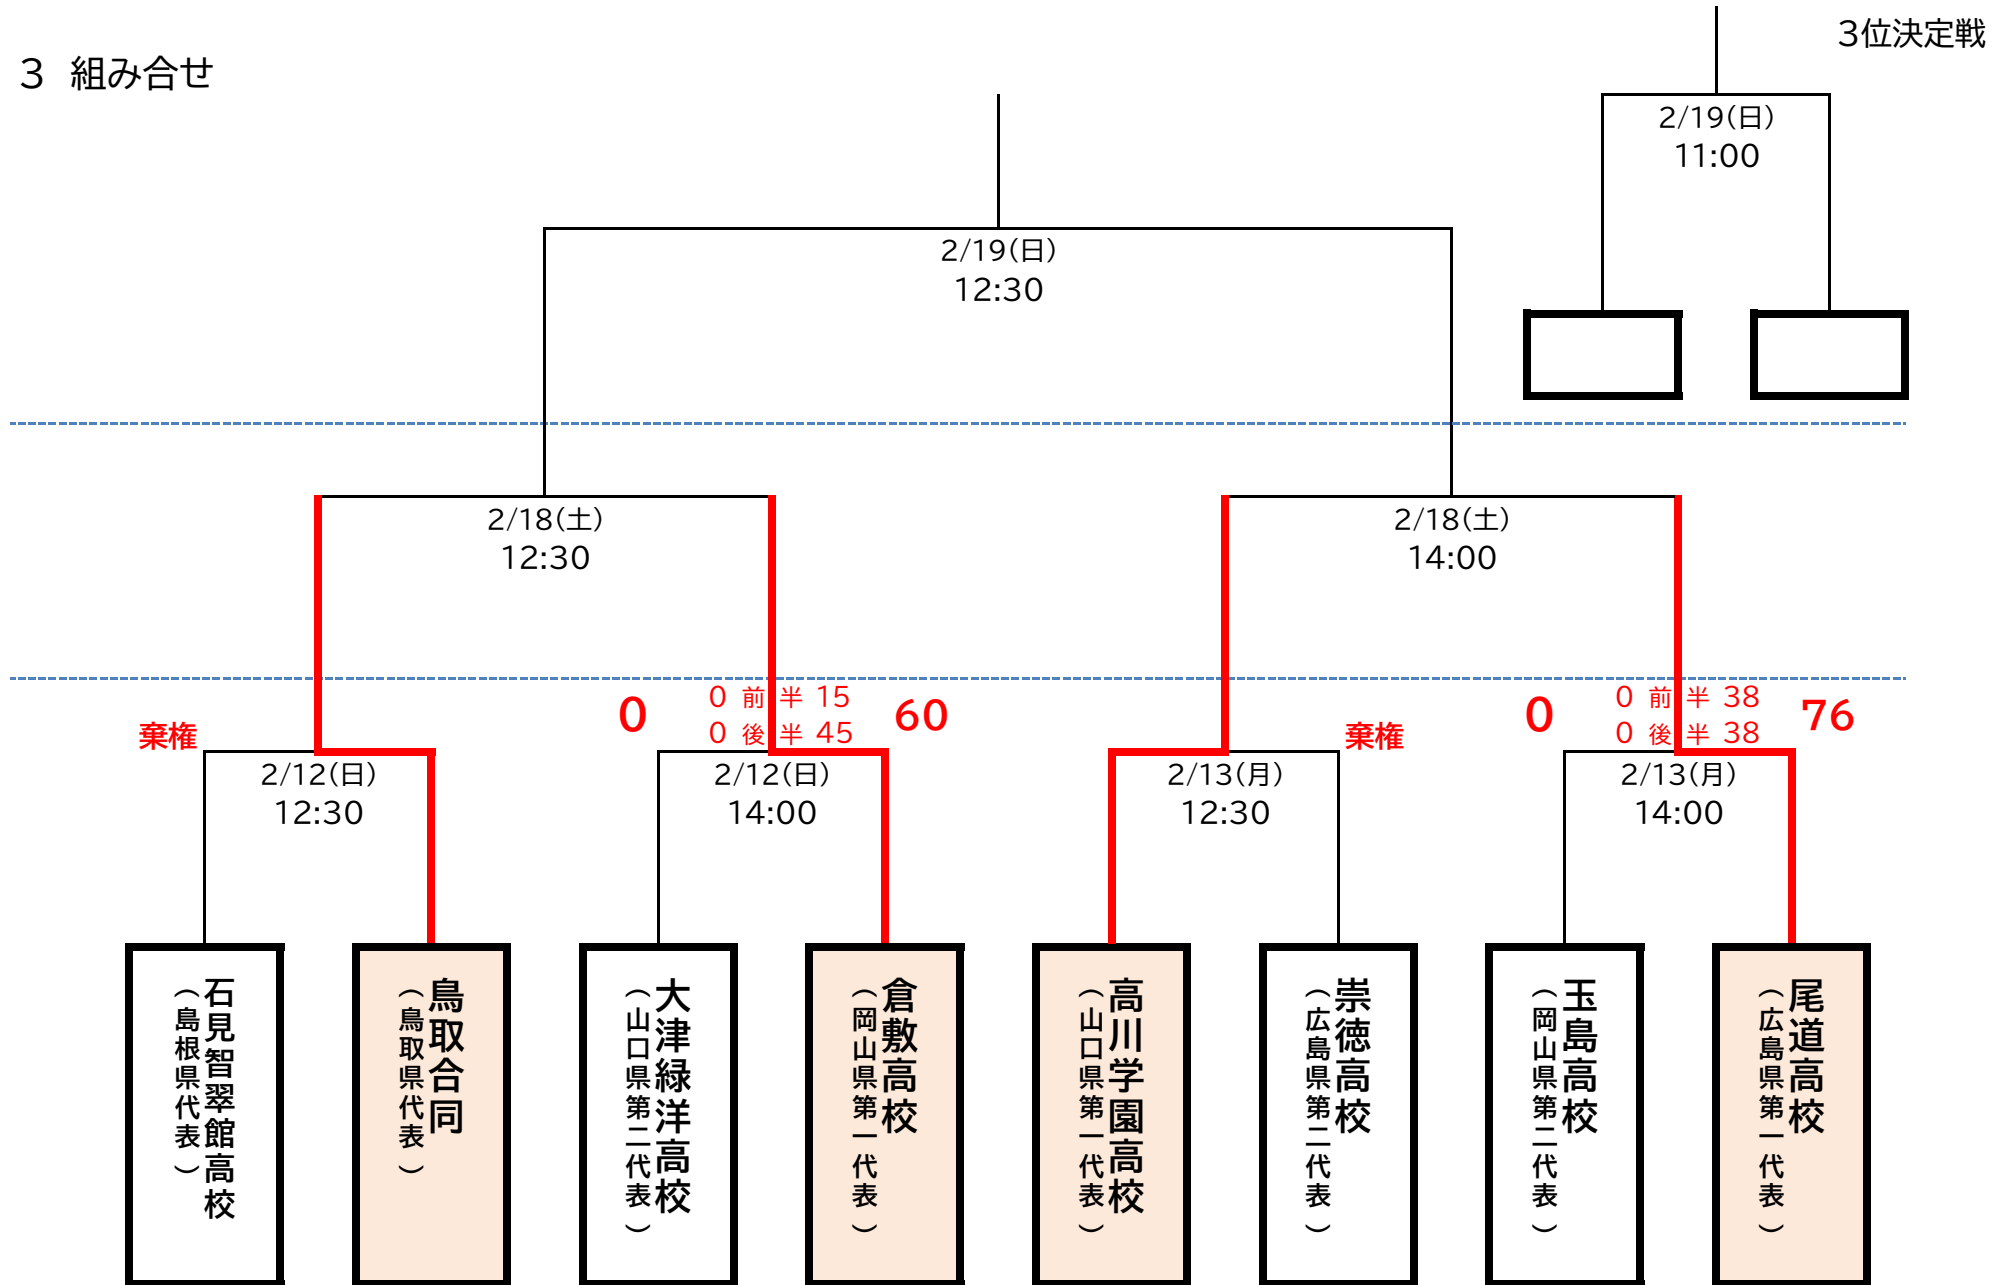 3位決定戦
3 組み合せ
2/19(日)
11:00
2/19(日)
12:30
2/18(土)
12:30
2/18(土)
14:00
棄権
0
0 前半 15
0 後半 45
60
棄権
0
0 前半 38
0 後半 38
76
2/12(日)
12:30
2/12(日)
14:00
2/13(月)
12:30
2/13(月)
14:00
石見智翠館高校
（島根県代表）
鳥取合同
（鳥取県代表）
大津緑洋高校
（山口県第二代表）
倉敷高校
（岡山県第一代表）
高川学園高校
（山口県第一代表）
崇徳高校
（広島県第二代表）
玉島高校
（岡山県第二代表）
尾道高校
（広島県第一代表）